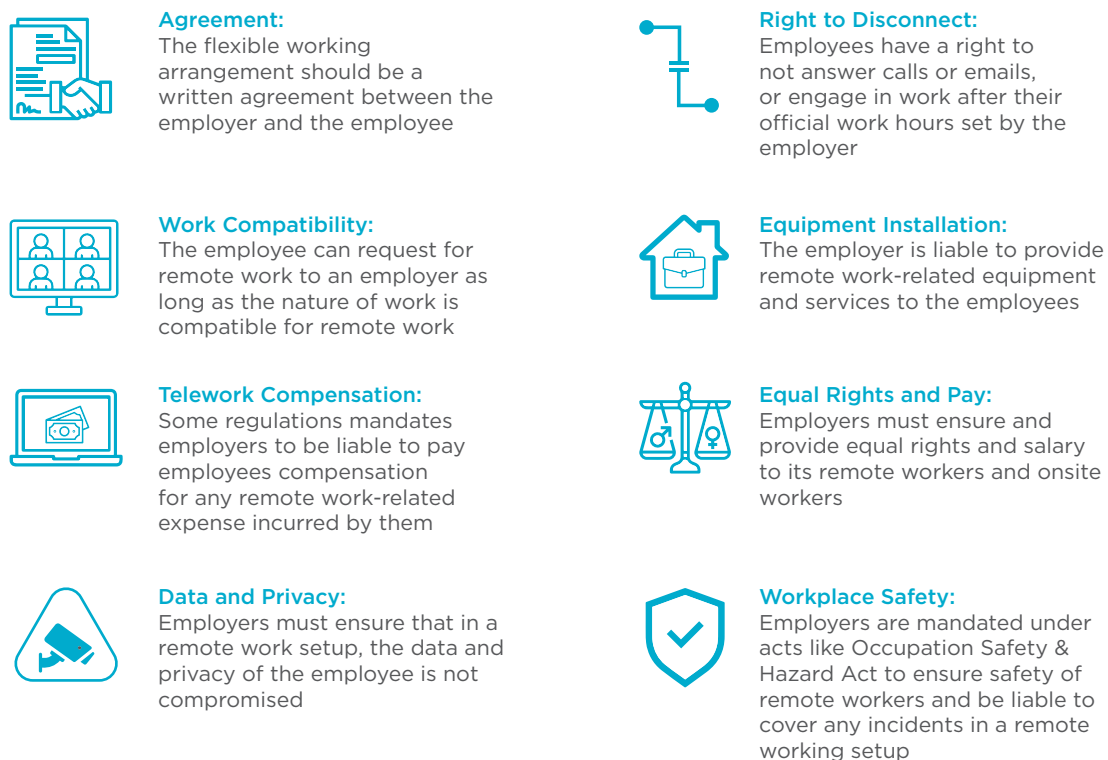 Agreement:
The flexible working
arrangement should be a
written agreement between the
employer and the employee
Right to Disconnect:
Employees have a right to
not answer calls or emails,
or engage in work after their
official work hours set by the
employer
Work Compatibility:
The employee can request for
remote work to an employer as
long as the nature of work is
compatible for remote work
Equipment Installation:
The employer is liable to provide
remote work-related equipment
and services to the employees
Telework Compensation:
Some regulations mandates
employers to be liable to pay
employees compensation
for any remote work-related
expense incurred by them
Equal Rights and Pay:
Employers must ensure and
provide equal rights and salary
to its remote workers and onsite
workers
Data and Privacy:
Employers must ensure that in a
remote work setup, the data and
privacy of the employee is not
compromised
Workplace Safety:
Employers are mandated under
acts like Occupation Safety &
Hazard Act to ensure safety of
remote workers and be liable to
cover any incidents in a remote
working setup